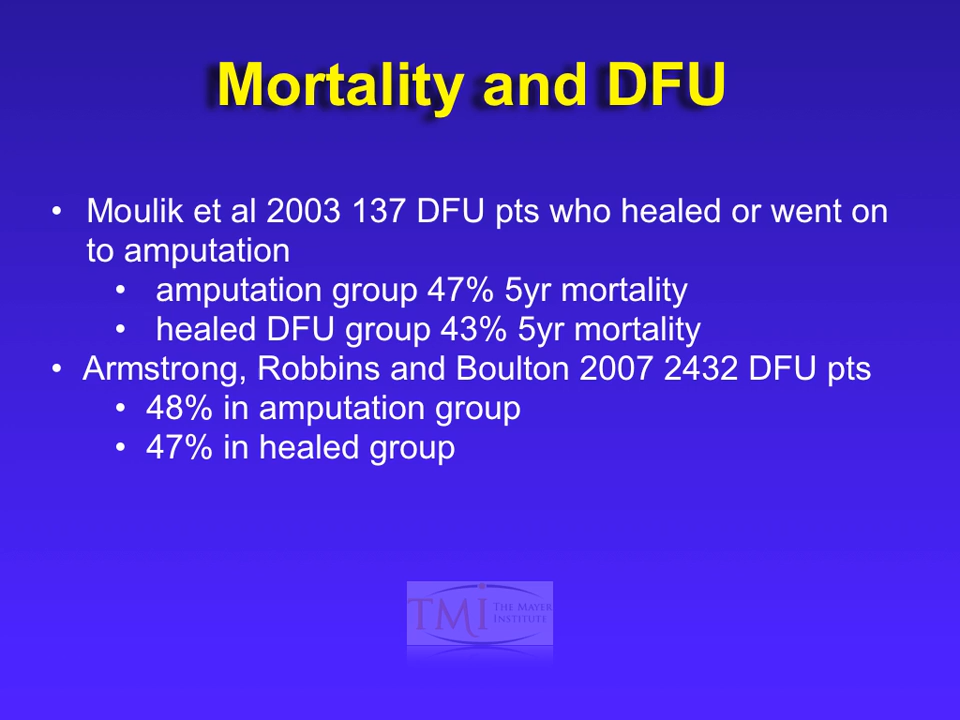 Mortality and DFU
• Moulik et al 2003 137 DFU pts who healed or went on
to amputation
• amputation group 47% 5yr mortality
• healed DFU group 43% 5yr mortality
• Armstrong, Robbins and Boulton 2007 2432 DFU pts
• 48% in amputation group
• 47% in healed group
TMI THE MAYER
INSTITUTE